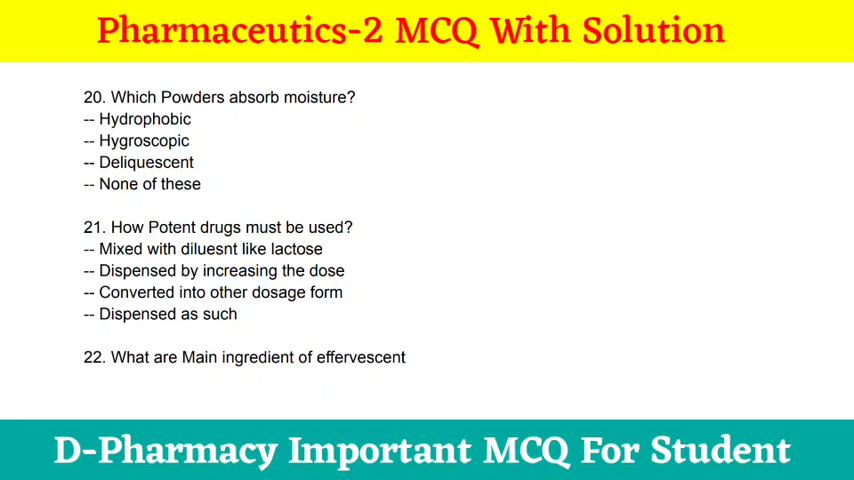 Pharmaceutics-2 MCQ With Solution
20. Which Powders absorb moisture?
-- Hydrophobic
-- Hygroscopic
-- Deliquescent
-- None of these
21. How Potent drugs must be used?
-- Mixed with diluesnt like lactose
-- Dispensed by increasing the dose
-- Converted into other dosage form
-- Dispensed as such
22. What are Main ingredient of effervescent
D-Pharmacy Important MCQ For Student